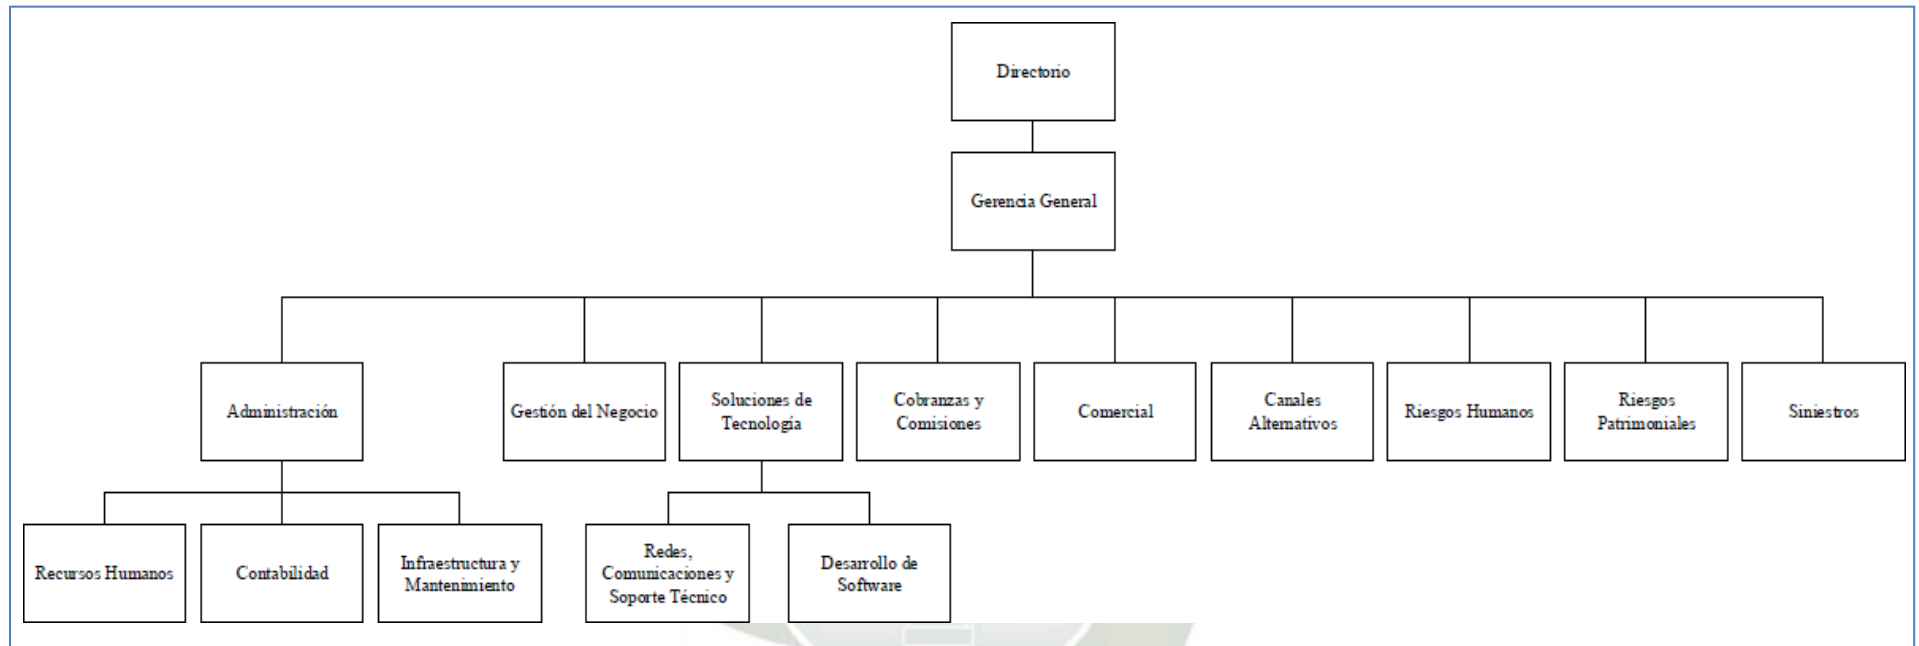 Directorio
Gerencia General
Administración
Gestión del Negocio
Soluciones de
Tecnología
Cobranzas y
Comisiones
Comercial
Canales
Alternativos
Riesgos Humanos
Riesgos
Patrimoniales
Siniestros
Recursos Humanos
Contabilidad
Infraestructura y
Mantenimiento
Redes,
Comunicaciones y
Soporte Técnico
Desarrollo de
Software